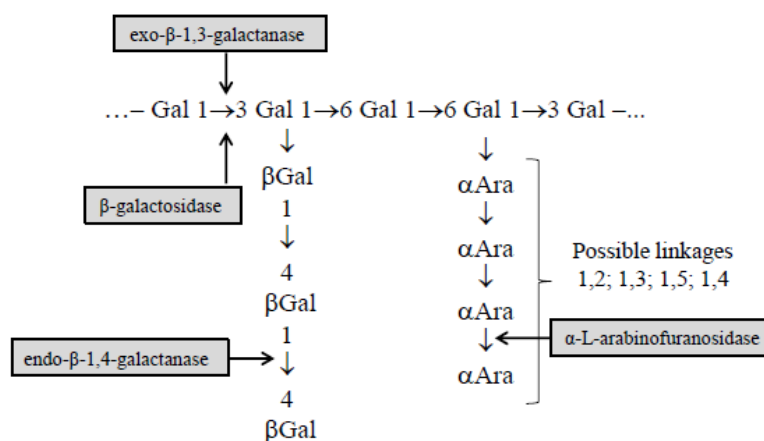 exo-β-1,3-galactanase
…– Gal 1→3 Gal 1→6 Gal 1→6 Gal 1→3 Gal –...
↓ ↓
βGal αAra
β-galactosidase
1 ↓
↓ αAra
Possible linkages
4 ↓
1,2; 1,3; 1,5; 1,4
βGal αAra
1 ↓
α-L-arabinofuranosidase
endo-β-1,4-galactanase
↓ αAra
4
βGal